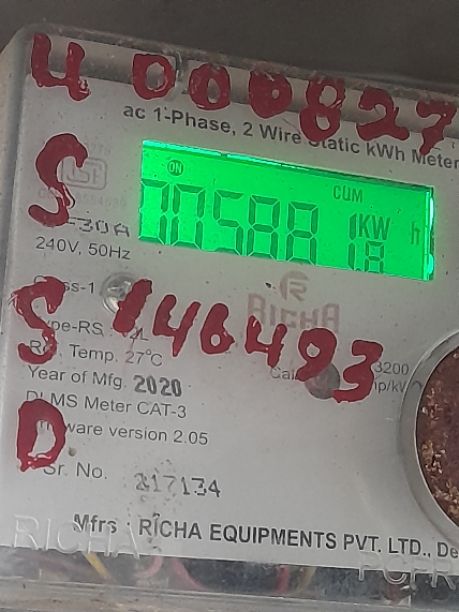 U 000827
ac 1-Phase, 2 Wire Static kWh Meter
ON
CUM
KW h
1.8
-30A
240V, 50Hz
S
S 146493
RICHA
3200
Temp. 27°C
Year of Mfg. 2020
DLMS Meter CAT-3
D
ware version 2.05
Sr. No. 217134
Mfrs : RICHA EQUIPMENTS PVT. LTD., De
RICHA